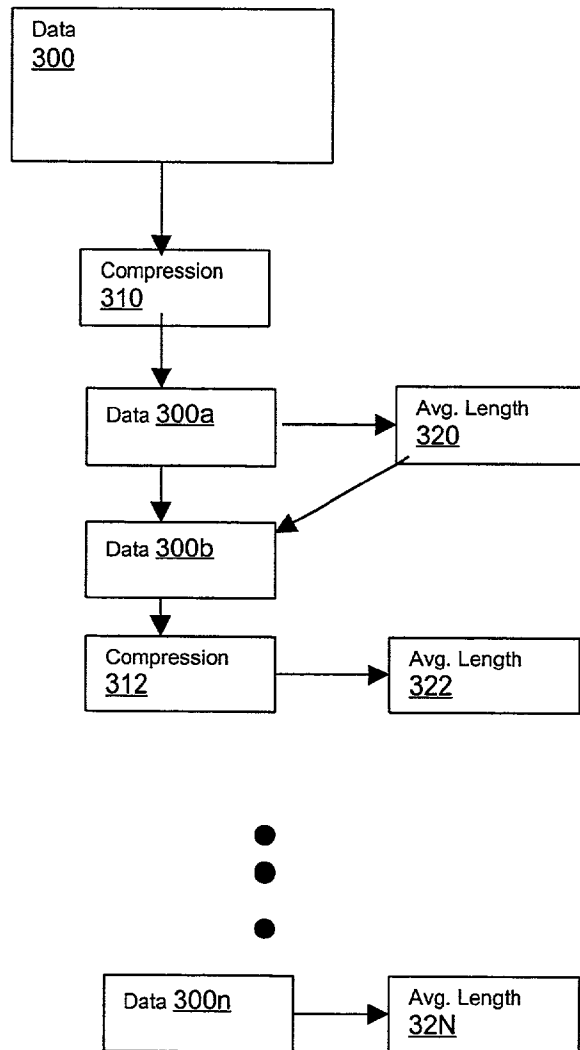 Data
300
Compression
310
Data 300a
Avg. Length
320
Data 300b
Compression
312
Avg. Length
322
Data 300n
Avg. Length
32N